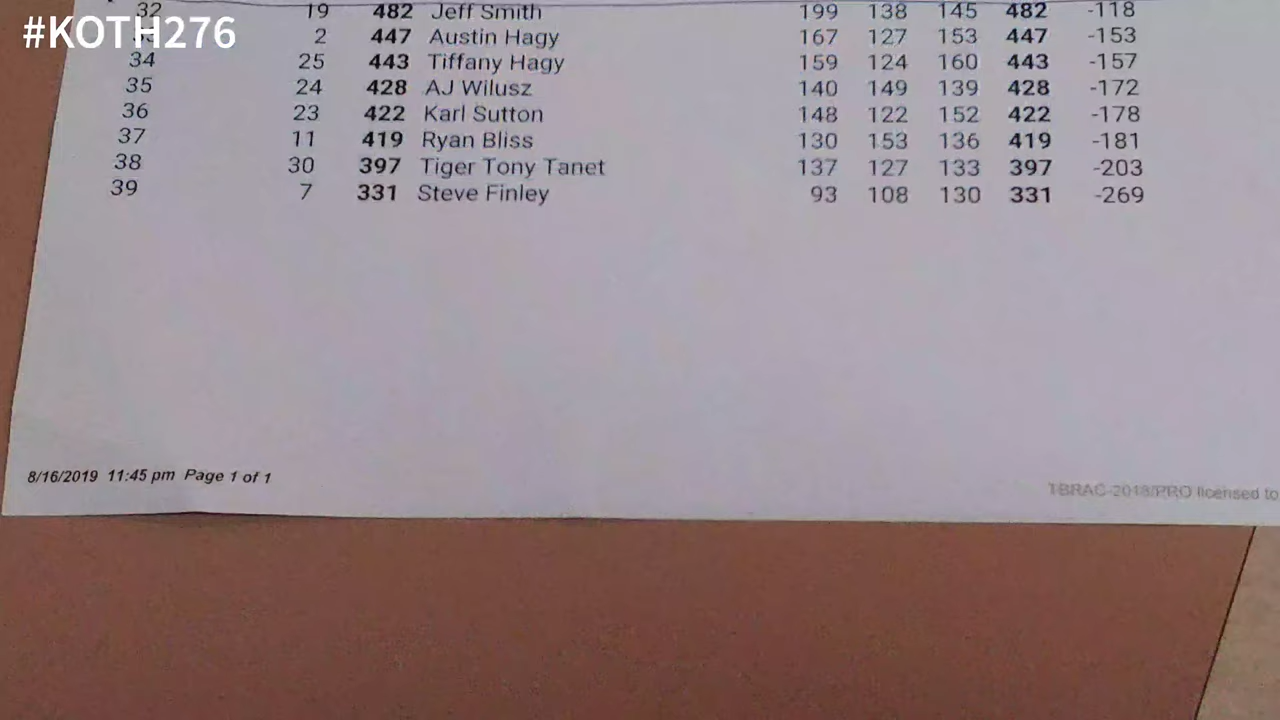 #KOTH276
32 19 482 Jeff Smith 199 138 145 482 -118
33 2 447 Austin Hagy 167 127 153 447 -153
34 25 443 Tiffany Hagy 159 124 160 443 -157
35 24 428 AJ Wilusz 140 149 139 428 -172
36 23 422 Karl Sutton 148 122 152 422 -178
37 11 419 Ryan Bliss 130 153 136 419 -181
38 30 397 Tiger Tony Tanet 137 127 133 397 -203
39 7 331 Steve Finley 93 108 130 331 -269
8/16/2019 11:45 pm Page 1 of 1
TBRAC-2018/PRO licensed to